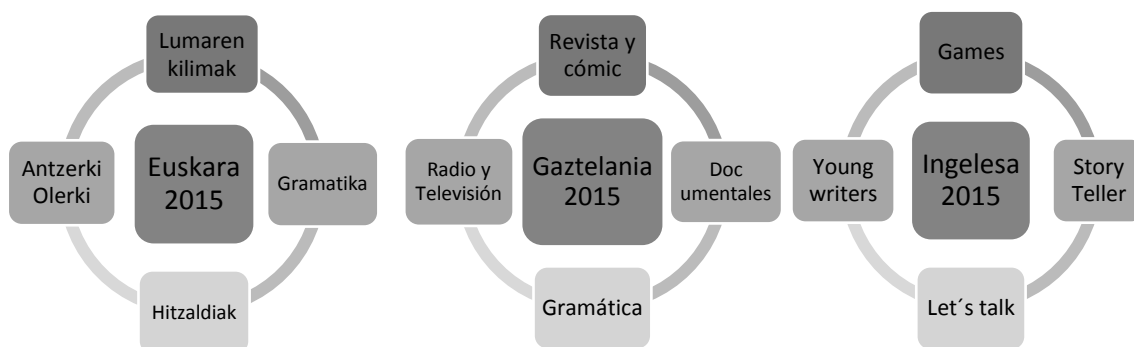 Lumaren
kilimak
Antzerki
Olerki
Euskara
2015
Gramatika
Hitzaldiak
Revista y
cómic
Radio y
Televisión
Gaztelania
2015
Doc
umentales
Gramática
Games
Young
writers
Ingelesa
2015
Story
Teller
Let´s talk